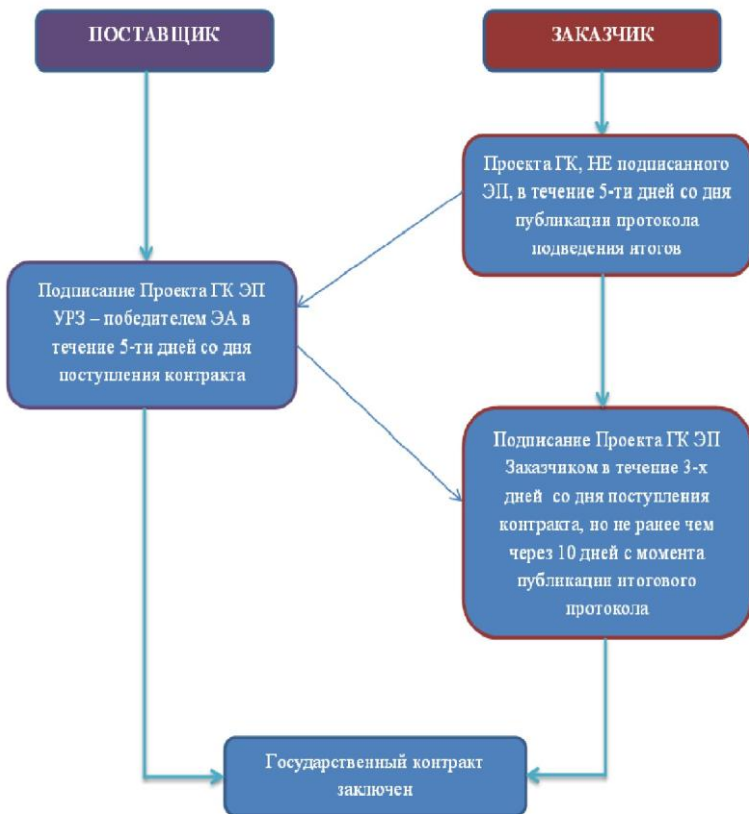 ПОСТАВЩИК
ЗАКАЗЧИК
Проекта ГК, НЕ подписанного
ЭП, в течение 5-ти дней со дня
публикации протокола
подведения итогов
Подписание Проекта ГК ЭП
УРЗ – победителем ЭА в
течение 5-ти дней со дня
поступления контракта
Подписание Проекта ГК ЭП
Заказчиком в течение 3-х
дней со дня поступления
контракта, но не ранее чем
через 10 дней с момента
публикации итогового
протокола
Государственный контракт
заключен